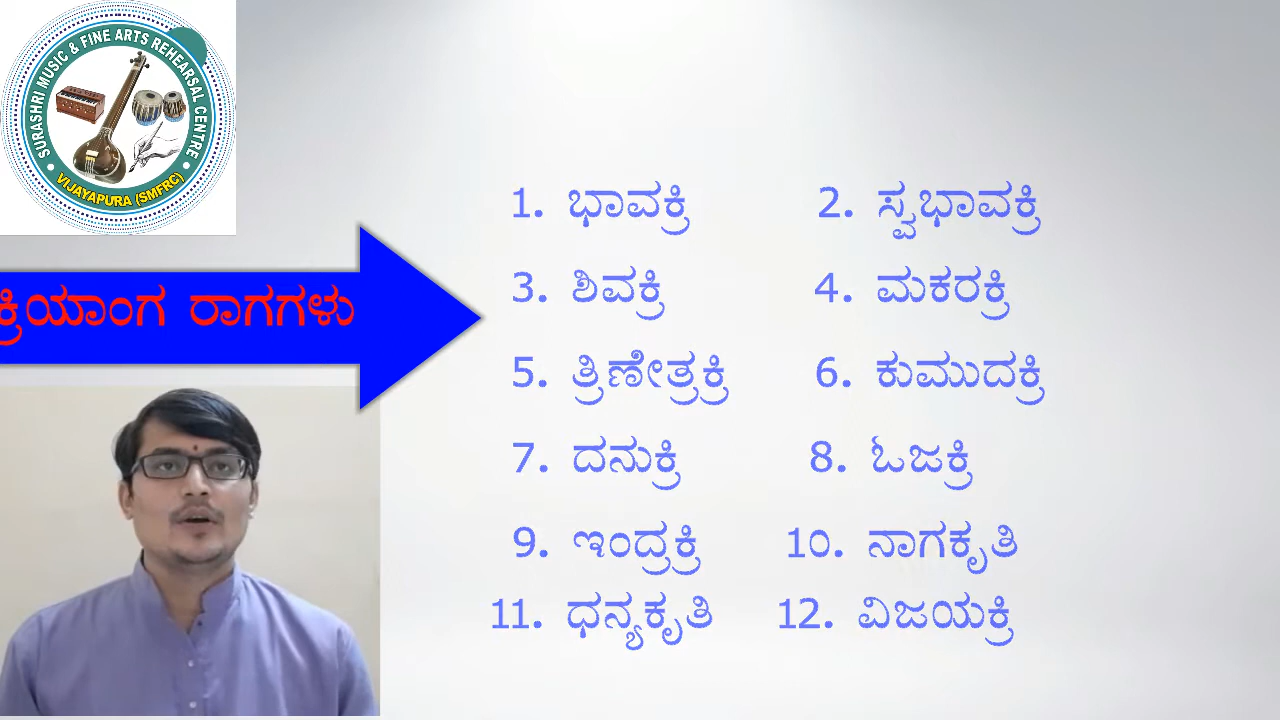 SURASHRI MUSIC & FINE ARTS REHEARSAL CENTRE
VIJAYAPURA (SMFRC)
ಕ್ರಿಯಾಂಗ ರಾಗಗಳು
1. ಭಾವಕ್ರಿ 2. ಸ್ವಭಾವಕ್ರಿ
3. ಶಿವಕ್ರಿ 4. ಮಕರಕ್ರಿ
5. ತ್ರಿಣೇತ್ರಕ್ರಿ 6. ಕುಮುದಕ್ರಿ
7. ದನುಕ್ರಿ 8. ಓಜಕ್ರಿ
9. ಇಂದ್ರಕ್ರಿ 10. ನಾಗಕೃತಿ
11. ಧನ್ಯಕೃತಿ 12. ವಿಜಯಕ್ರಿ